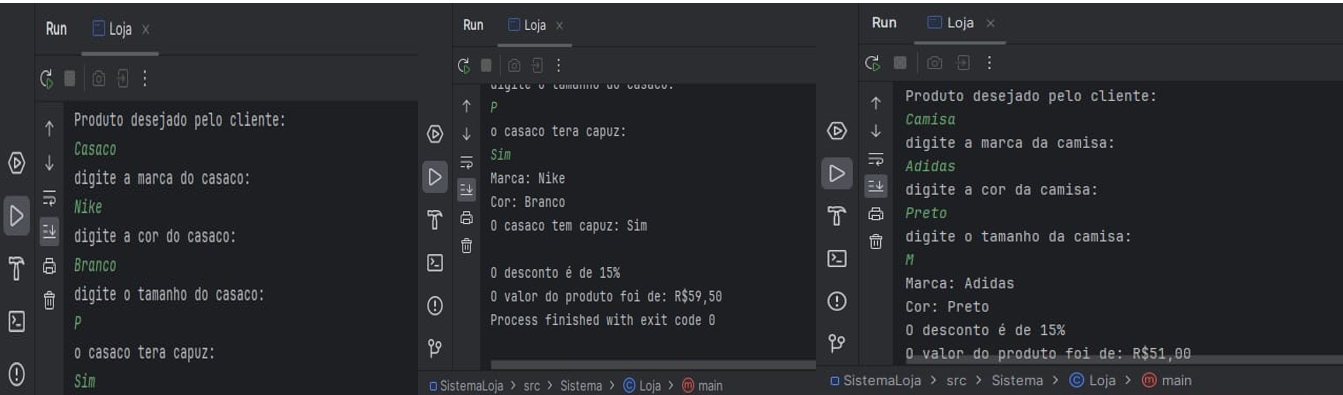 Run Loja
Produto desejado pelo cliente:
Casaco
digite a marca do casaco:
Nike
digite a cor do casaco:
Branco
digite o tamanho do casaco:
P
o casaco tera capuz:
Sim
Run Loja
digite o tamanho do casaco:
P
o casaco tera capuz:
Sim
Marca: Nike
Cor: Branco
O casaco tem capuz: Sim
O desconto é de 15%
O valor do produto foi de: R$59,50
Process finished with exit code 0
SistemaLoja > src > Sistema > Loja > main
Run Loja
Produto desejado pelo cliente:
Camisa
digite a marca da camisa:
Adidas
digite a cor da camisa:
Preto
digite o tamanho da camisa:
M
Marca: Adidas
Cor: Preto
O desconto é de 15%
O valor do produto foi de: R$51,00
SistemaLoja > src > Sistema > Loja > main